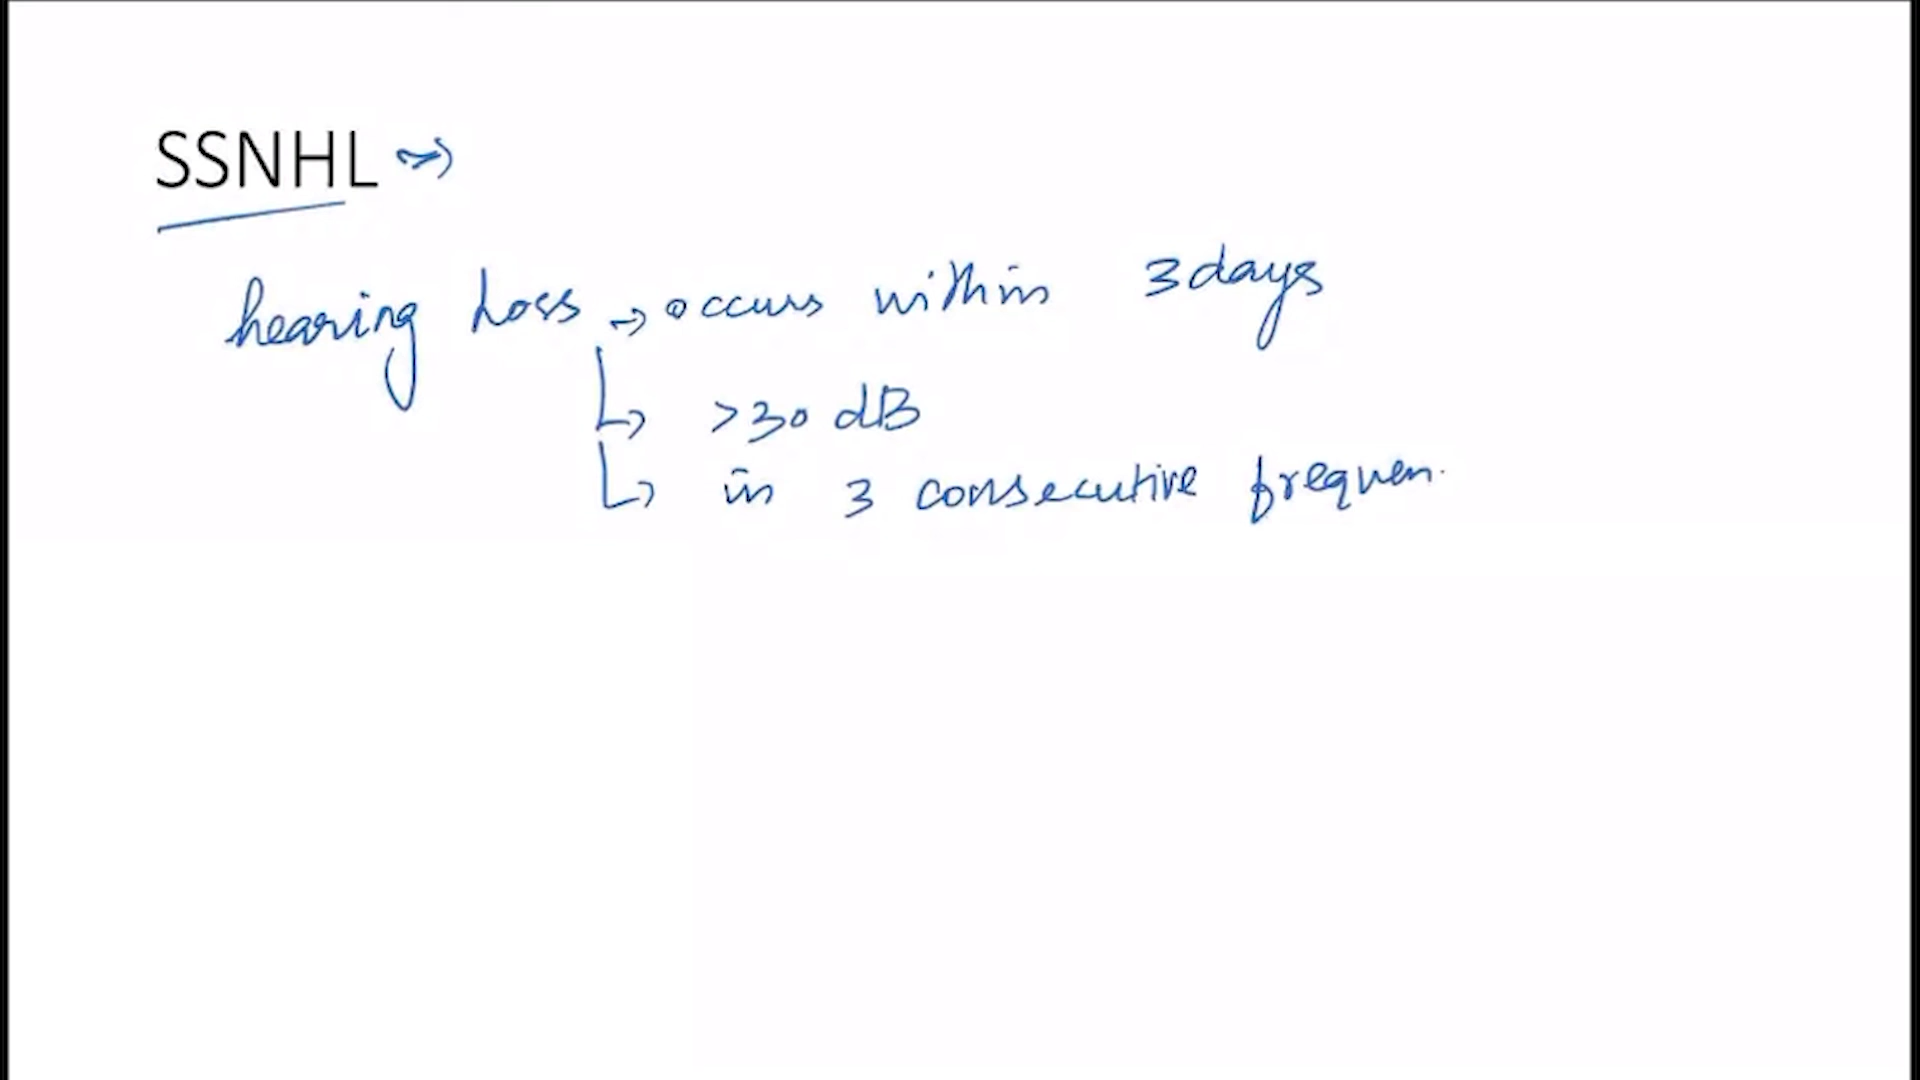 SSNHL →
hearing Loss → occurs within 3 days
↳ >30 dB
↳ in 3 consecutive frequen.